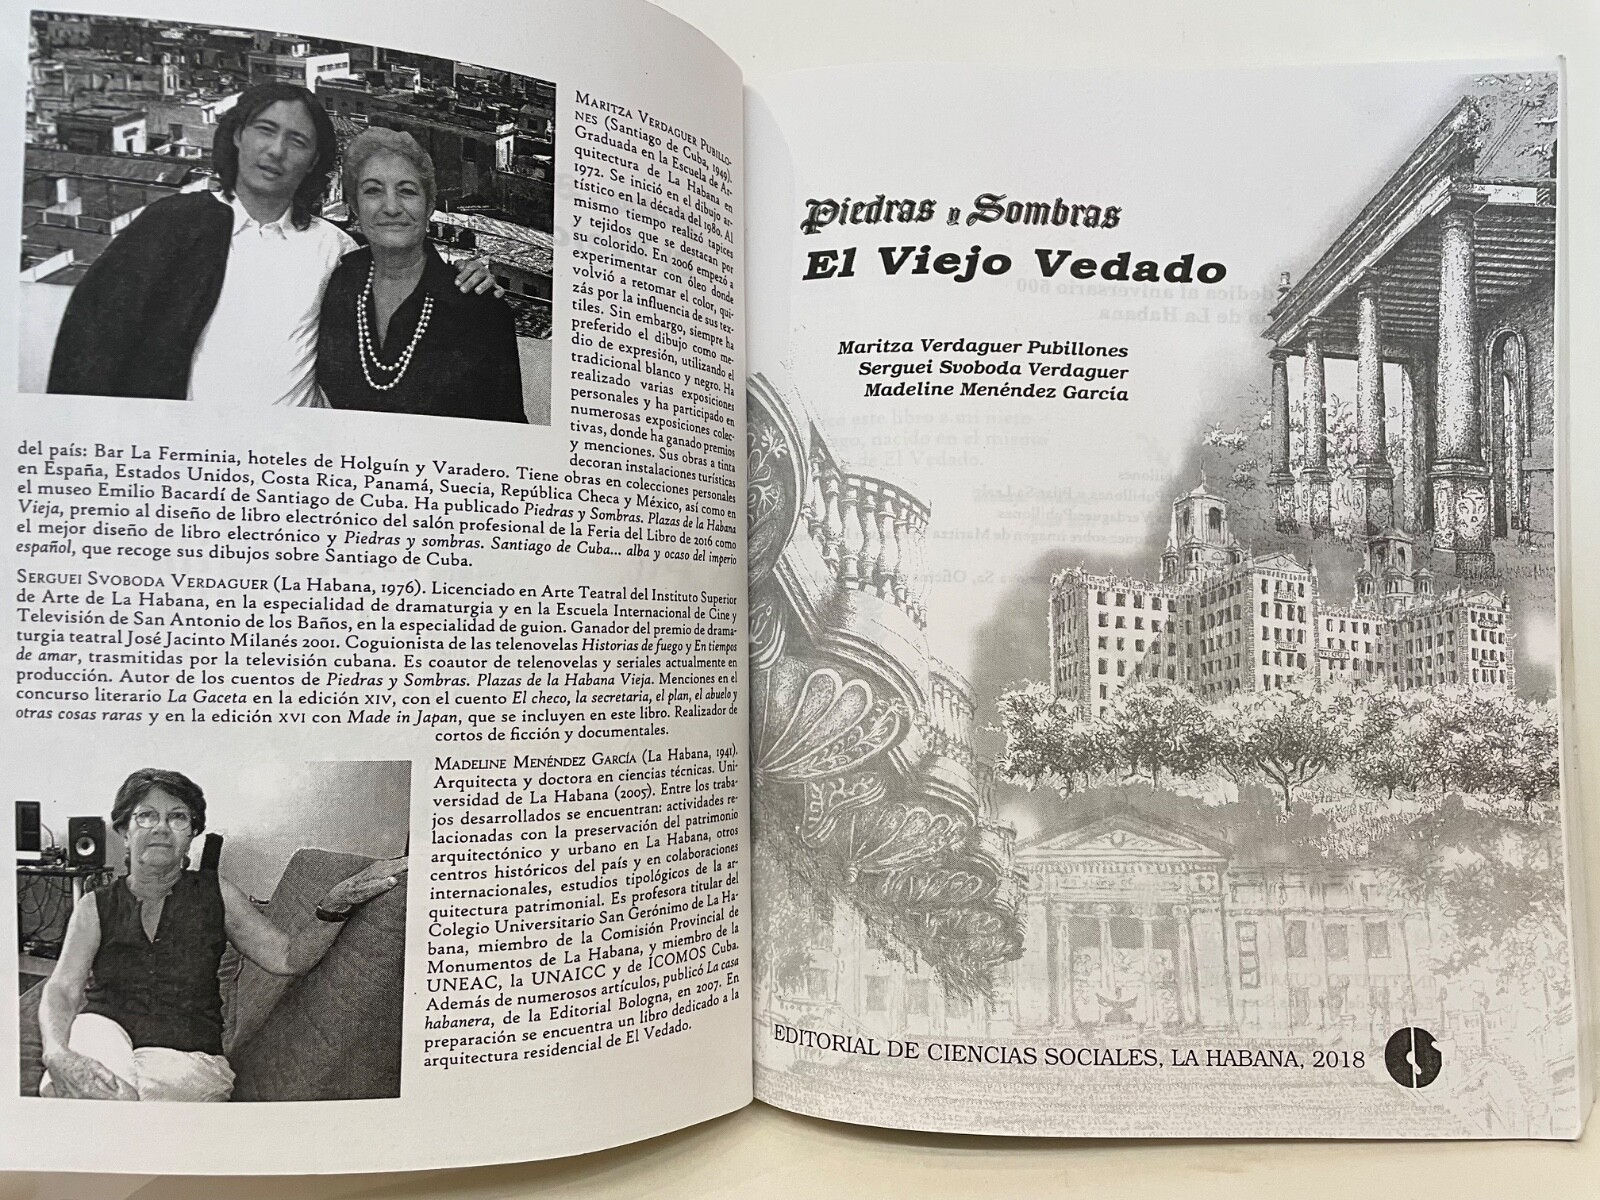 MARITZA VERDAGUER PUBILLO-
NES (Santiago de Cuba, 1949).
Graduada en la Escuela de Ar-
quitectura de La Habana en
1972. Se inició en el dibujo ar-
tístico en la década del 1980. Al
mismo tiempo realizó tapices
y tejidos que se destacan por
su colorido. En 2006 empezó a
experimentar con óleo donde
volvió a retomar el color, qui-
zás por la influencia de sus tex-
tiles. Sin embargo, siempre ha
preferido el dibujo como me-
dio de expresión, utilizando el
tradicional blanco y negro. Ha
realizado varias exposiciones
personales y ha participado en
numerosas exposiciones colec-
tivas, donde ha ganado premios
y menciones. Sus obras a tinta
decoran instalaciones turísticas
del país: Bar La Ferminia, hoteles de Holguín y Varadero. Tiene obras en colecciones personales
en España, Estados Unidos, Costa Rica, Panamá, Suecia, República Checa y México, así como en
el museo Emilio Bacardí de Santiago de Cuba. Ha publicado Piedras y Sombras. Plazas de la Habana
Vieja, premio al diseño de libro electrónico del salón profesional de la Feria del Libro de 2016 como
el mejor diseño de libro electrónico y Piedras y sombras. Santiago de Cuba... alba y ocaso del imperio
español, que recoge sus dibujos sobre Santiago de Cuba.
SERGUEI SVOBODA VERDAGUER (La Habana, 1976). Licenciado en Arte Teatral del Instituto Superior
de Arte de La Habana, en la especialidad de dramaturgia y en la Escuela Internacional de Cine y
Televisión de San Antonio de los Baños, en la especialidad de guion. Ganador del premio de drama-
turgia teatral José Jacinto Milanés 2001. Coguionista de las telenovelas Historias de fuego y En tiempos
de amar, trasmitidas por la televisión cubana. Es coautor de telenovelas y seriales actualmente en
producción. Autor de los cuentos de Piedras y Sombras. Plazas de la Habana Vieja. Menciones en el
concurso literario La Gaceta en la edición XIV, con el cuento El checo, la secretaria, el plan, el abuelo y
otras cosas raras y en la edición XVI con Made in Japan, que se incluyen en este libro. Realizador de
cortos de ficción y documentales.
MADELINE MENÉNDEZ GARCÍA (La Habana, 1941).
Arquitecta y doctora en ciencias técnicas. Uni-
versidad de La Habana (2005). Entre los traba-
jos desarrollados se encuentran: actividades re-
lacionadas con la preservación del patrimonio
arquitectónico y urbano en La Habana, otros
centros históricos del país y en colaboraciones
internacionales, estudios tipológicos de la ar-
quitectura patrimonial. Es profesora titular del
Colegio Universitario San Gerónimo de La Ha-
bana, miembro de la Comisión Provincial de
Monumentos de La Habana, y miembro de la
UNEAC, la UNAICC y de ICOMOS Cuba.
Además de numerosos artículos, publicó La casa
habanera, de la Editorial Bologna, en 2007. En
preparación se encuentra un libro dedicado a la
arquitectura residencial de El Vedado.
Piedras y Sombras
El Viejo Vedado
Maritza Verdaguer Pubillones
Serguei Svoboda Verdaguer
Madeline Menéndez García
EDITORIAL DE CIENCIAS SOCIALES, LA HABANA, 2018